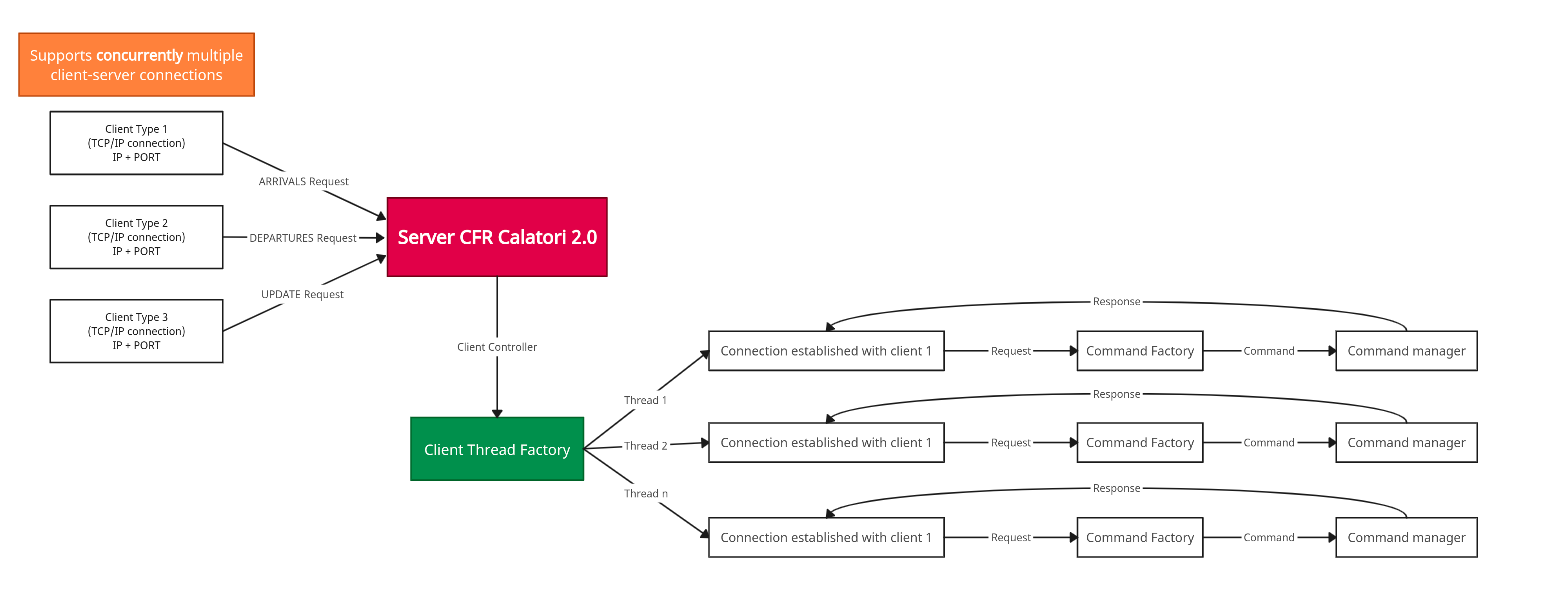 Supports concurrently multiple
client-server connections
Client Type 1
(TCP/IP connection)
IP + PORT
ARRIVALS Request
Client Type 2
(TCP/IP connection)
IP + PORT
DEPARTURES Request
Client Type 3
(TCP/IP connection)
IP + PORT
UPDATE Request
Server CFR Calatori 2.0
Client Controller
Client Thread Factory
Thread 1
Connection established with client 1
Request
Command Factory
Command
Command manager
Response
Thread 2
Connection established with client 1
Request
Command Factory
Command
Command manager
Response
Thread n
Connection established with client 1
Request
Command Factory
Command
Command manager
Response